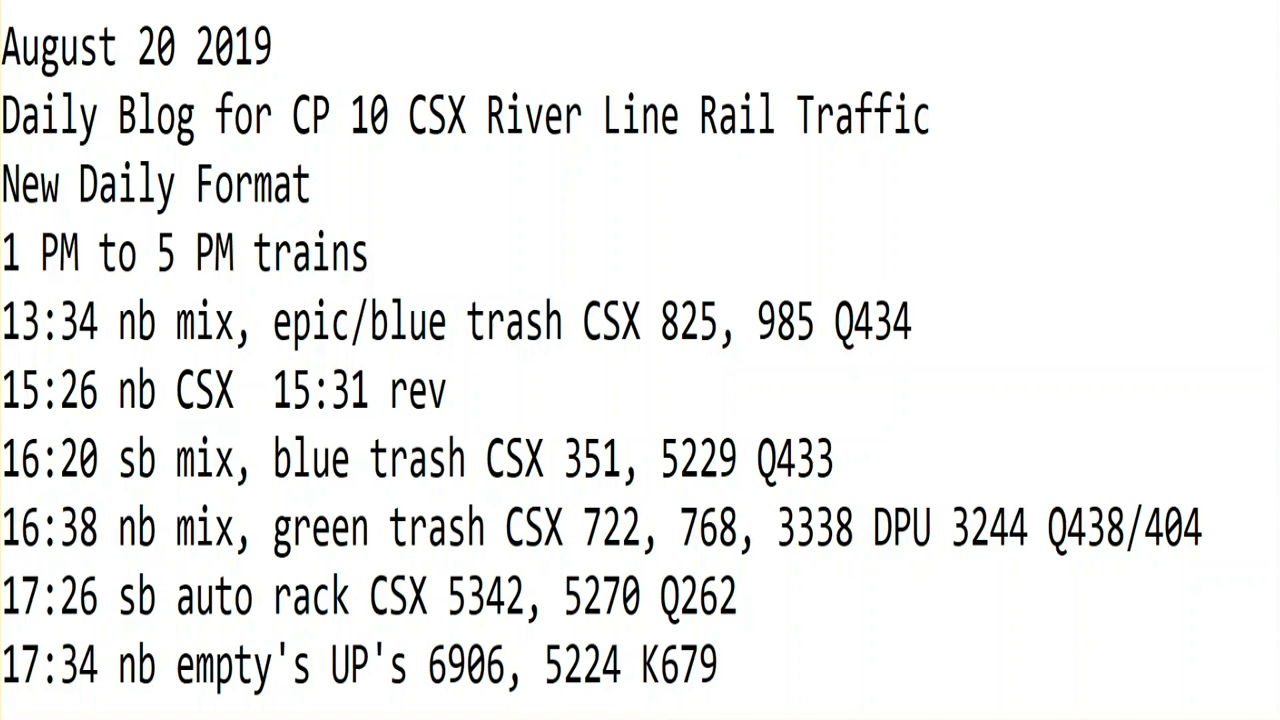 August 20 2019
Daily Blog for CP 10 CSX River Line Rail Traffic
New Daily Format
1 PM to 5 PM trains
13:34 nb mix, epic/blue trash CSX 825, 985 Q434
15:26 nb CSX  15:31 rev
16:20 sb mix, blue trash CSX 351, 5229 Q433
16:38 nb mix, green trash CSX 722, 768, 3338 DPU 3244 Q438/404
17:26 sb auto rack CSX 5342, 5270 Q262
17:34 nb empty's UP's 6906, 5224 K679